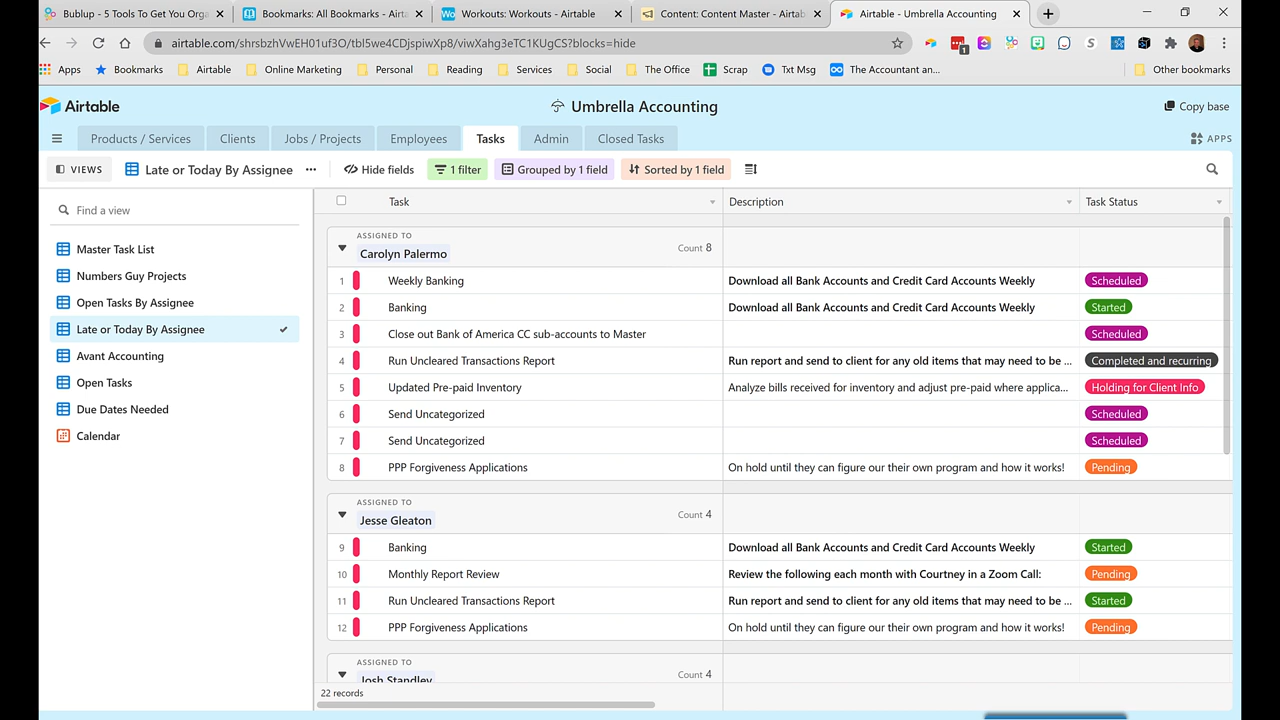 Bublup - 5 Tools To Get You Orga
Bookmarks: All Bookmarks - Airta
Workouts: Workouts - Airtable
Content: Content Master - Airtab
Airtable - Umbrella Accounting
airtable.com/shrsbzhVwEH01uf3O/tbl5we4CDjspiwXp8/viwXahg3eTC1KUgCS?blocks=hide
Apps
Bookmarks
Airtable
Online Marketing
Personal
Reading
Services
Social
The Office
Scrap
Txt Msg
The Accountant an...
Other bookmarks
Airtable
Umbrella Accounting
Copy base
Products / Services
Clients
Jobs / Projects
Employees
Tasks
Admin
Closed Tasks
APPS
VIEWS
Late or Today By Assignee
Hide fields
1 filter
Grouped by 1 field
Sorted by 1 field
Find a view
Master Task List
Numbers Guy Projects
Open Tasks By Assignee
Late or Today By Assignee
Avant Accounting
Open Tasks
Due Dates Needed
Calendar
Task Description Task Status
ASSIGNED TO
Carolyn Palermo Count 8
1 Weekly Banking Download all Bank Accounts and Credit Card Accounts Weekly Scheduled
2 Banking Download all Bank Accounts and Credit Card Accounts Weekly Started
3 Close out Bank of America CC sub-accounts to Master Scheduled
4 Run Uncleared Transactions Report Run report and send to client for any old items that may need to be ... Completed and recurring
5 Updated Pre-paid Inventory Analyze bills received for inventory and adjust pre-paid where applica... Holding for Client Info
6 Send Uncategorized Scheduled
7 Send Uncategorized Scheduled
8 PPP Forgiveness Applications On hold until they can figure our their own program and how it works! Pending
ASSIGNED TO
Jesse Gleaton Count 4
9 Banking Download all Bank Accounts and Credit Card Accounts Weekly Started
10 Monthly Report Review Review the following each month with Courtney in a Zoom Call: Pending
11 Run Uncleared Transactions Report Run report and send to client for any old items that may need to be ... Started
12 PPP Forgiveness Applications On hold until they can figure our their own program and how it works! Pending
ASSIGNED TO
Josh Standley Count 4
22 records